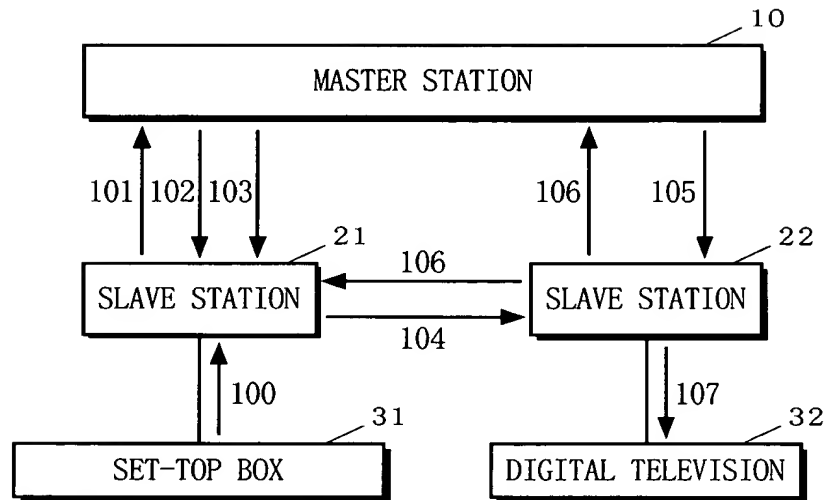 10
MASTER STATION
101 102 103 106 105
21 22
SLAVE STATION 106 SLAVE STATION
104
100 107
31 32
SET-TOP BOX DIGITAL TELEVISION